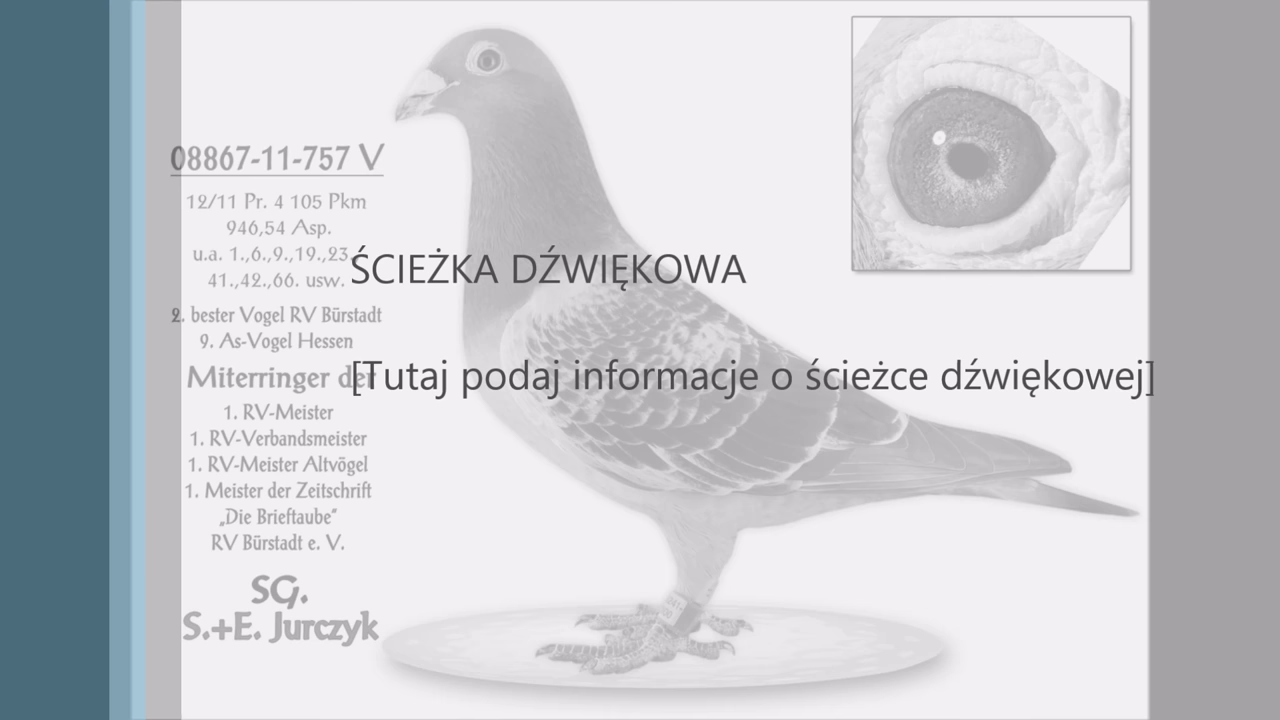 08867-11-757 V
12/11 Pr. 4 105 Pkm
946,54 Asp.
u.a. 1.,6.,9.,19.,23.
41.,42.,66. usw.
2. bester Vogel RV Bürstadt
9. As-Vogel Hessen
Miterringer der
1. RV-Meister
1. RV-Verbandsmeister
1. RV-Meister Altvögel
1. Meister der Zeitschrift
„Die Brieftaube“
RV Bürstadt e. V.
SG.
S.+E. Jurczyk
ŚCIEŻKA DŹWIĘKOWA
[Tutaj podaj informacje o ścieżce dźwiękowej]